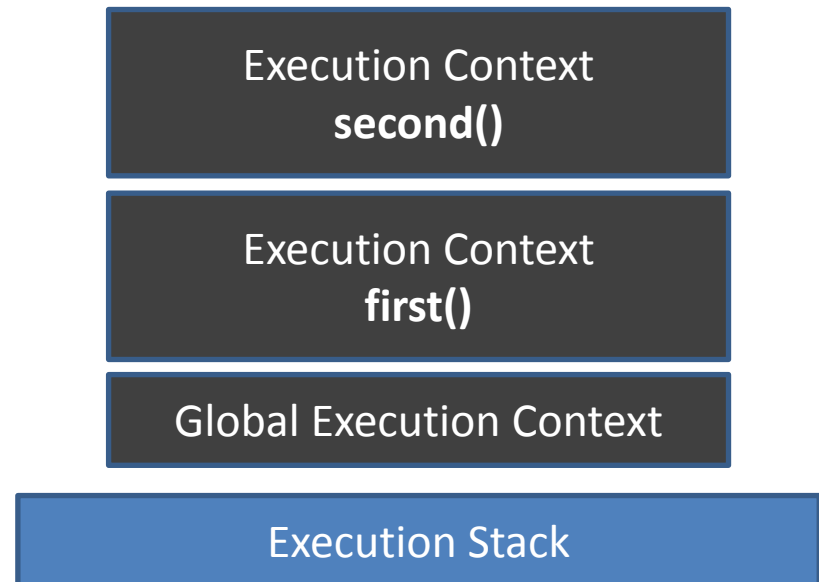 Execution Context
second()
Execution Context
first()
Global Execution Context
Execution Stack